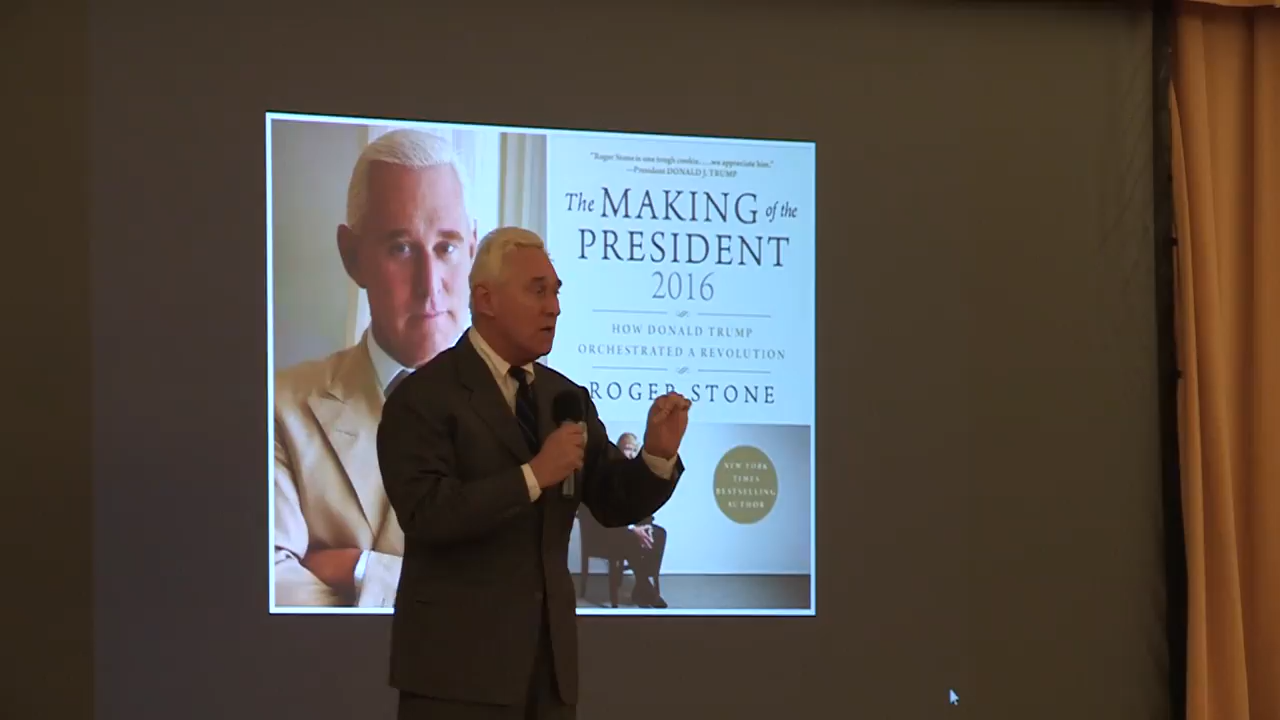 "Roger Stone is one tough cookie.....we appreciate him."
—President DONALD J. TRUMP
The MAKING of the
PRESIDENT
2016
HOW DONALD TRUMP
ORCHESTRATED A REVOLUTION
ROGER STONE
NEW YORK
TIMES
BESTSELLING
AUTHOR